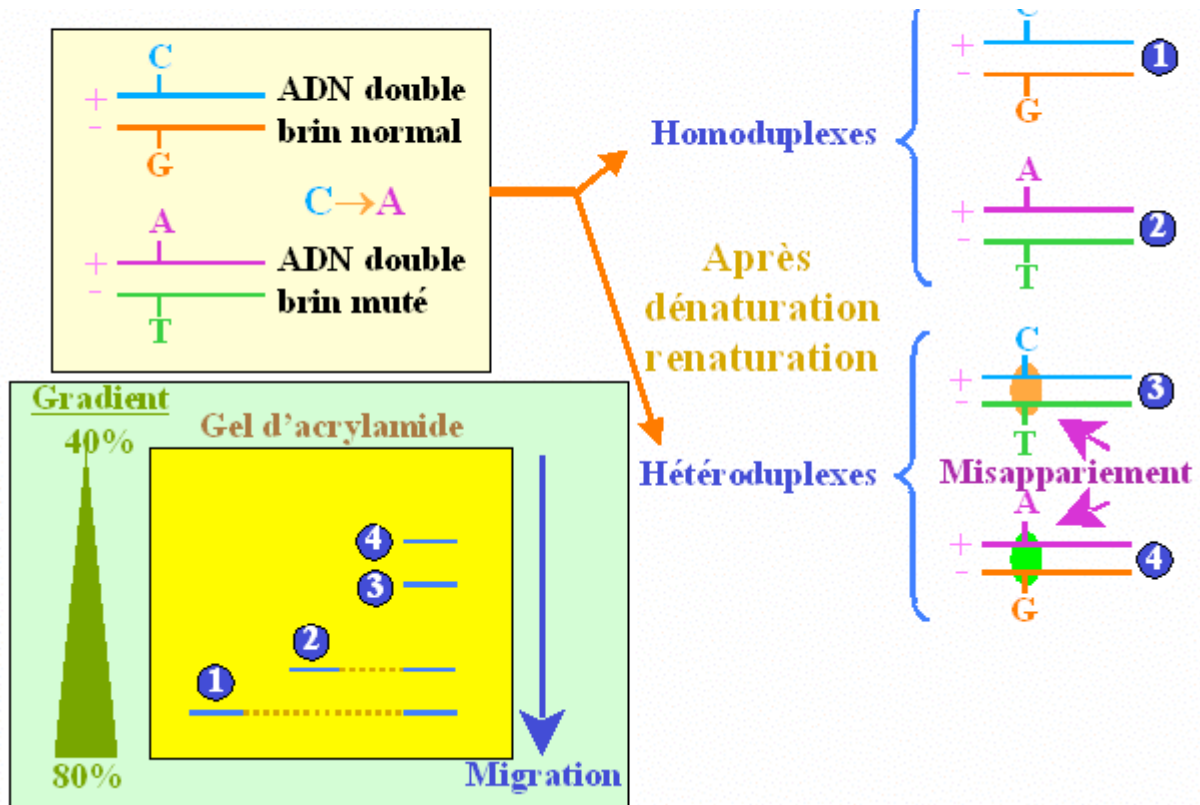 C
+
ADN double
-
brin normal
G
C→A
A
+
ADN double
-
brin muté
T
Homoduplexes
C
+
-
1
G
A
+
-
2
T
Après
dénaturation
renaturation
Hétéroduplexes
C
+
-
3
T
Misappariement
A
+
-
4
G
Gradient
40%
80%
Gel d'acrylamide
4
3
2
1
Migration